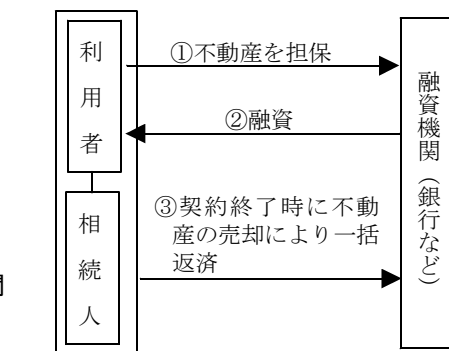 利用者
①不動産を担保
②融資
相続人
③契約終了時に不動
産の売却により一括
返済
融資機関（銀行など）